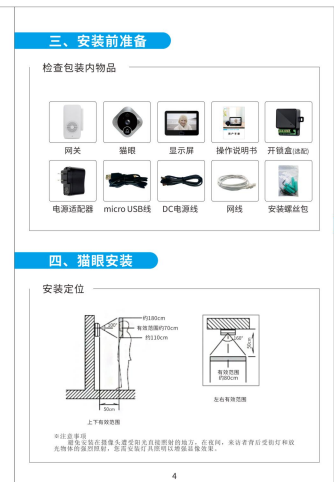 三、安装前准备
检查包装内物品
网关
猫眼
显示屏
操作说明书
开锁盒(选配)
电源适配器
micro USB线
DC电源线
网线
安装螺丝包
四、猫眼安装
安装定位
约180cm
有效范围约70cm
约110cm
50cm
上下有效范围
50cm
有效范围
约80cm
左右有效范围
※注意事项
避免安装在摄像头遭受阳光直接照射的地方，在夜间，来访者背后受街灯和放
光物体的强烈照射，您需安装灯具照明以增强显像效果。
4